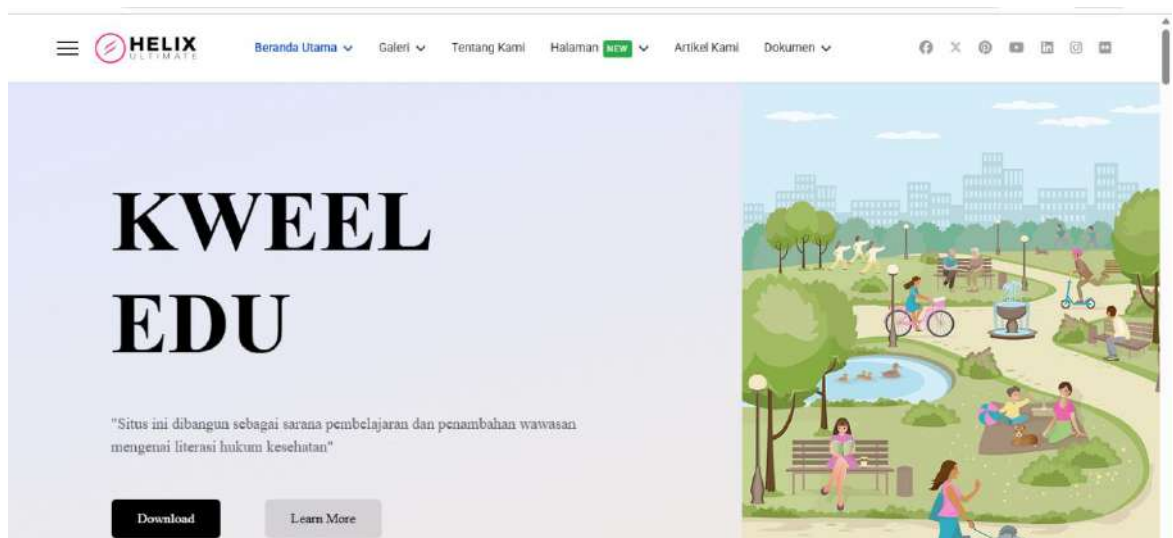 HELIX
ULTIMATE
Beranda Utama Galeri Tentang Kami Halaman NEW Artikel Kami Dokumen
KWEEL
EDU
"Situs ini dibangun sebagai sarana pembelajaran dan penambahan wawasan
mengenai literasi hukum kesehatan"
Download Learn More